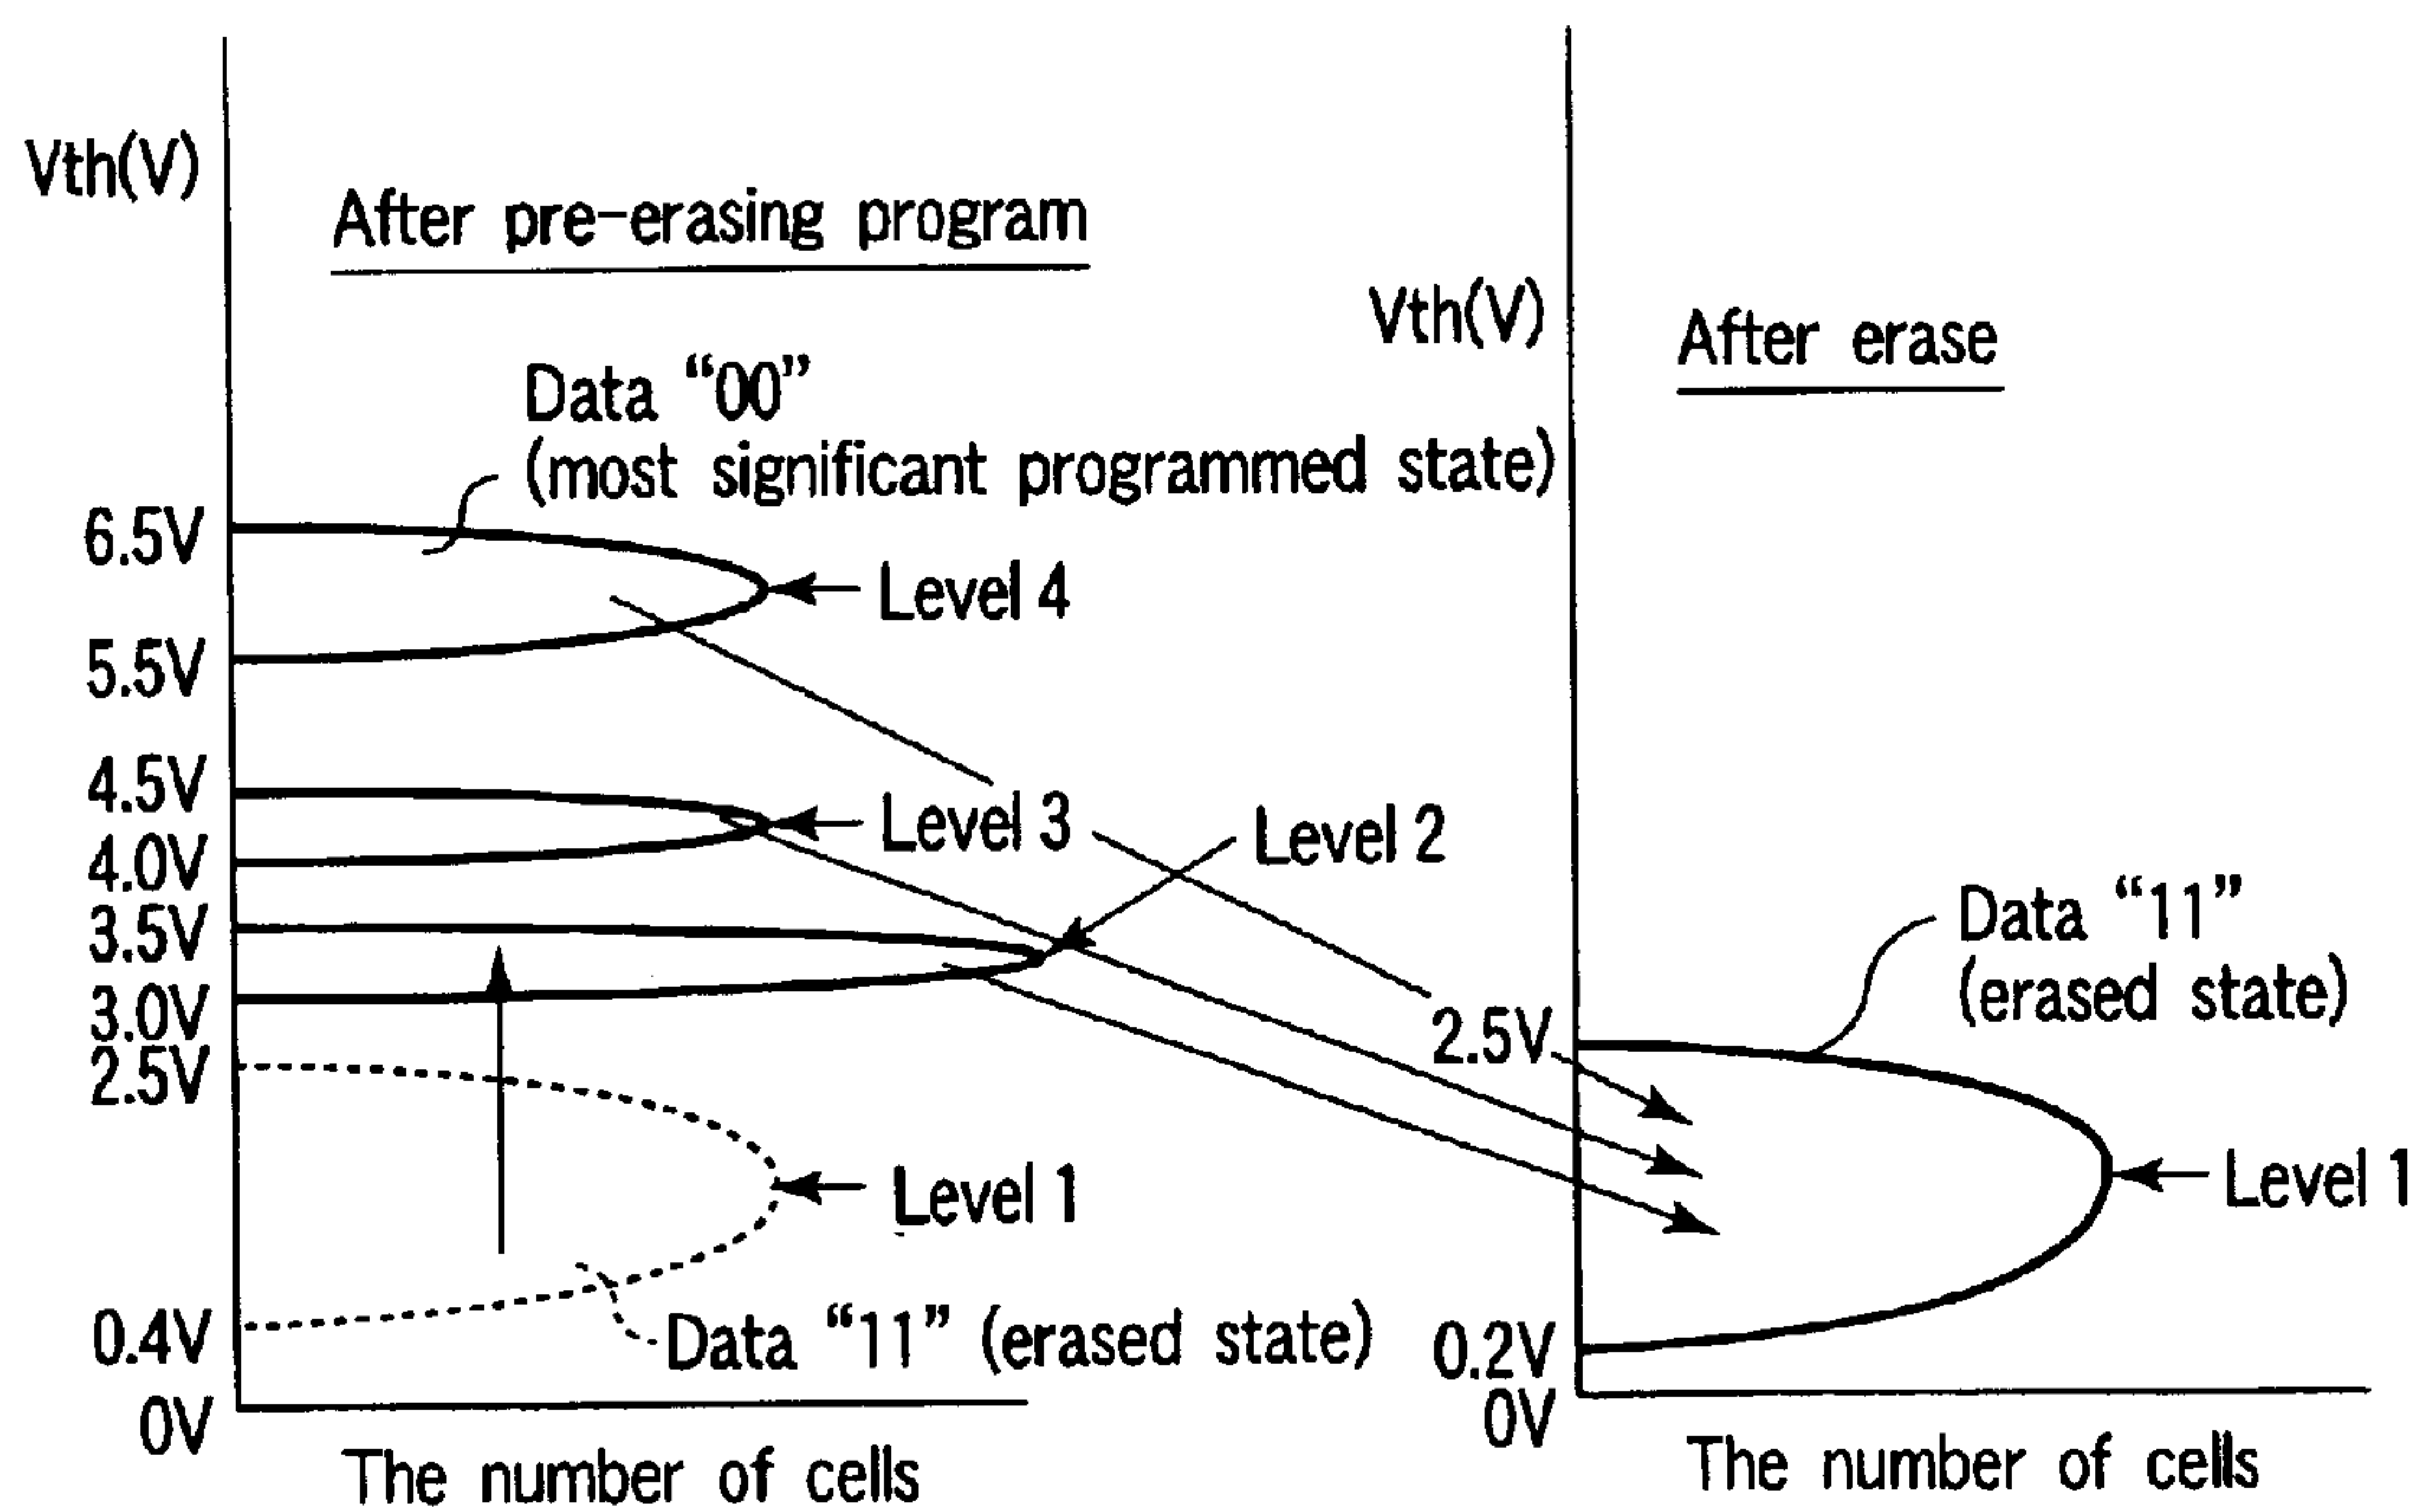 Vth(V)
After pre-erasing program
Data “00”
(most significant programmed state)
6.5V
Level 4
5.5V
4.5V
Level 3
Level 2
4.0V
3.5V
3.0V
2.5V
Level 1
0.4V
Data “11” (erased state)
0V
The number of cells
Vth(V)
After erase
Data “11”
(erased state)
2.5V
Level 1
0.2V
0V
The number of cells